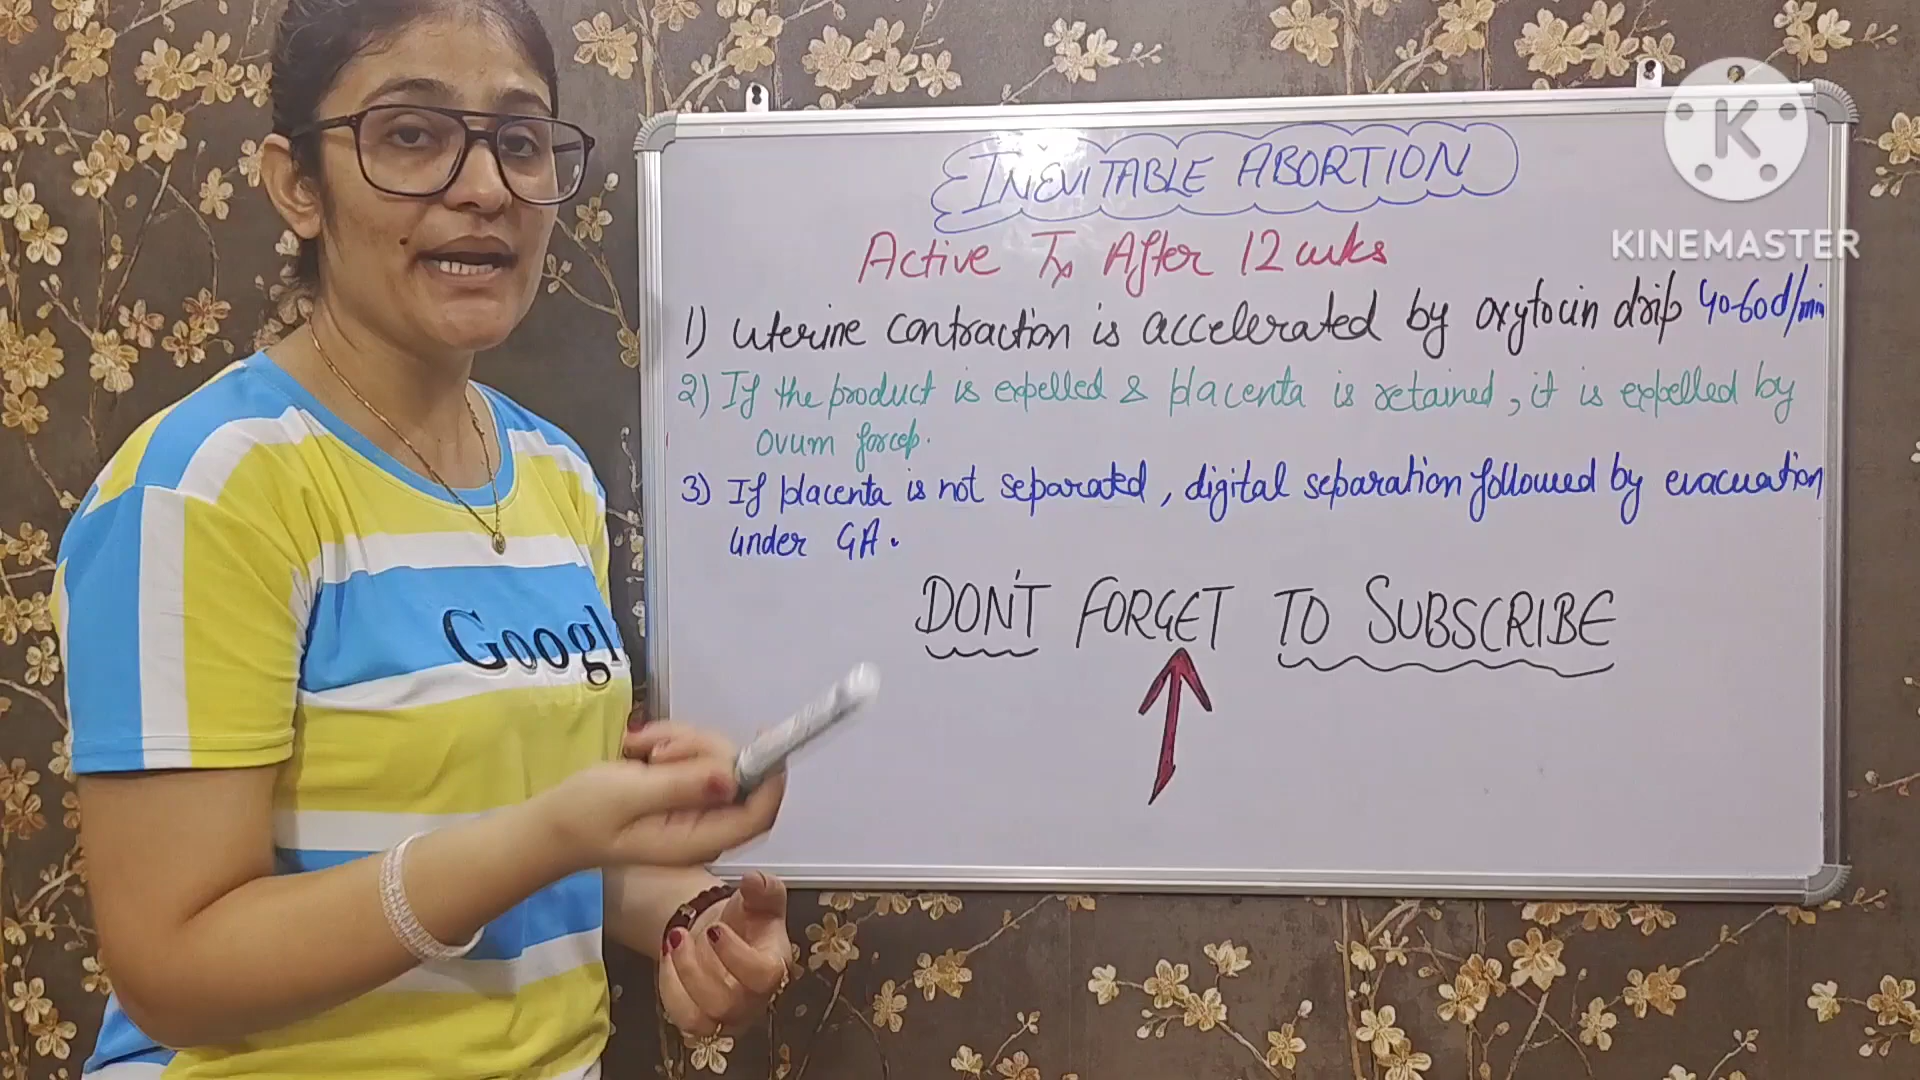 INEVITABLE ABORTION
Active Tx After 12 wks
1) Uterine contraction is accelerated by oxytocin drip 40-60d/min
2) If the product is expelled & placenta is retained, it is expelled by
ovum forcep.
3) If placenta is not separated, digital separation followed by evacuation
under GA.
DON'T FORGET TO SUBSCRIBE
Googl
K
KINEMASTER